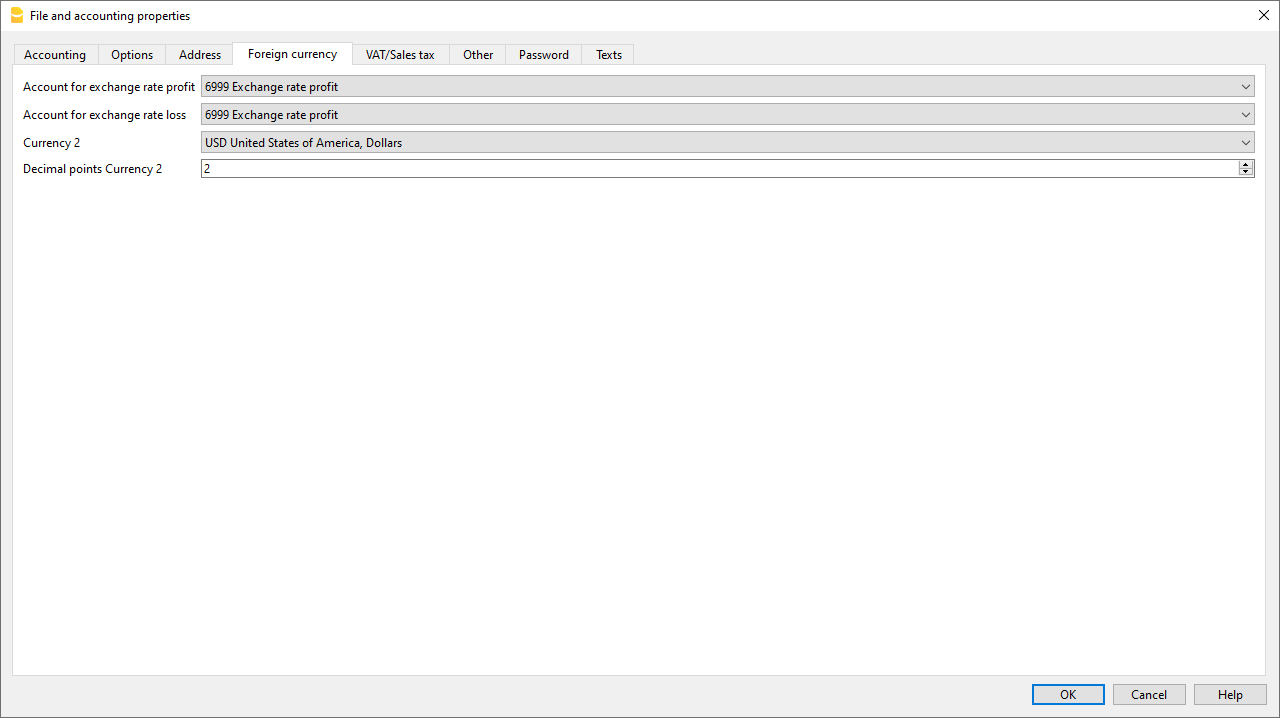 File and accounting properties
Accounting Options Address Foreign currency VAT/Sales tax Other Password Texts
Account for exchange rate profit 6999 Exchange rate profit
Account for exchange rate loss 6999 Exchange rate profit
Currency 2 USD United States of America, Dollars
Decimal points Currency 2 2
OK Cancel Help